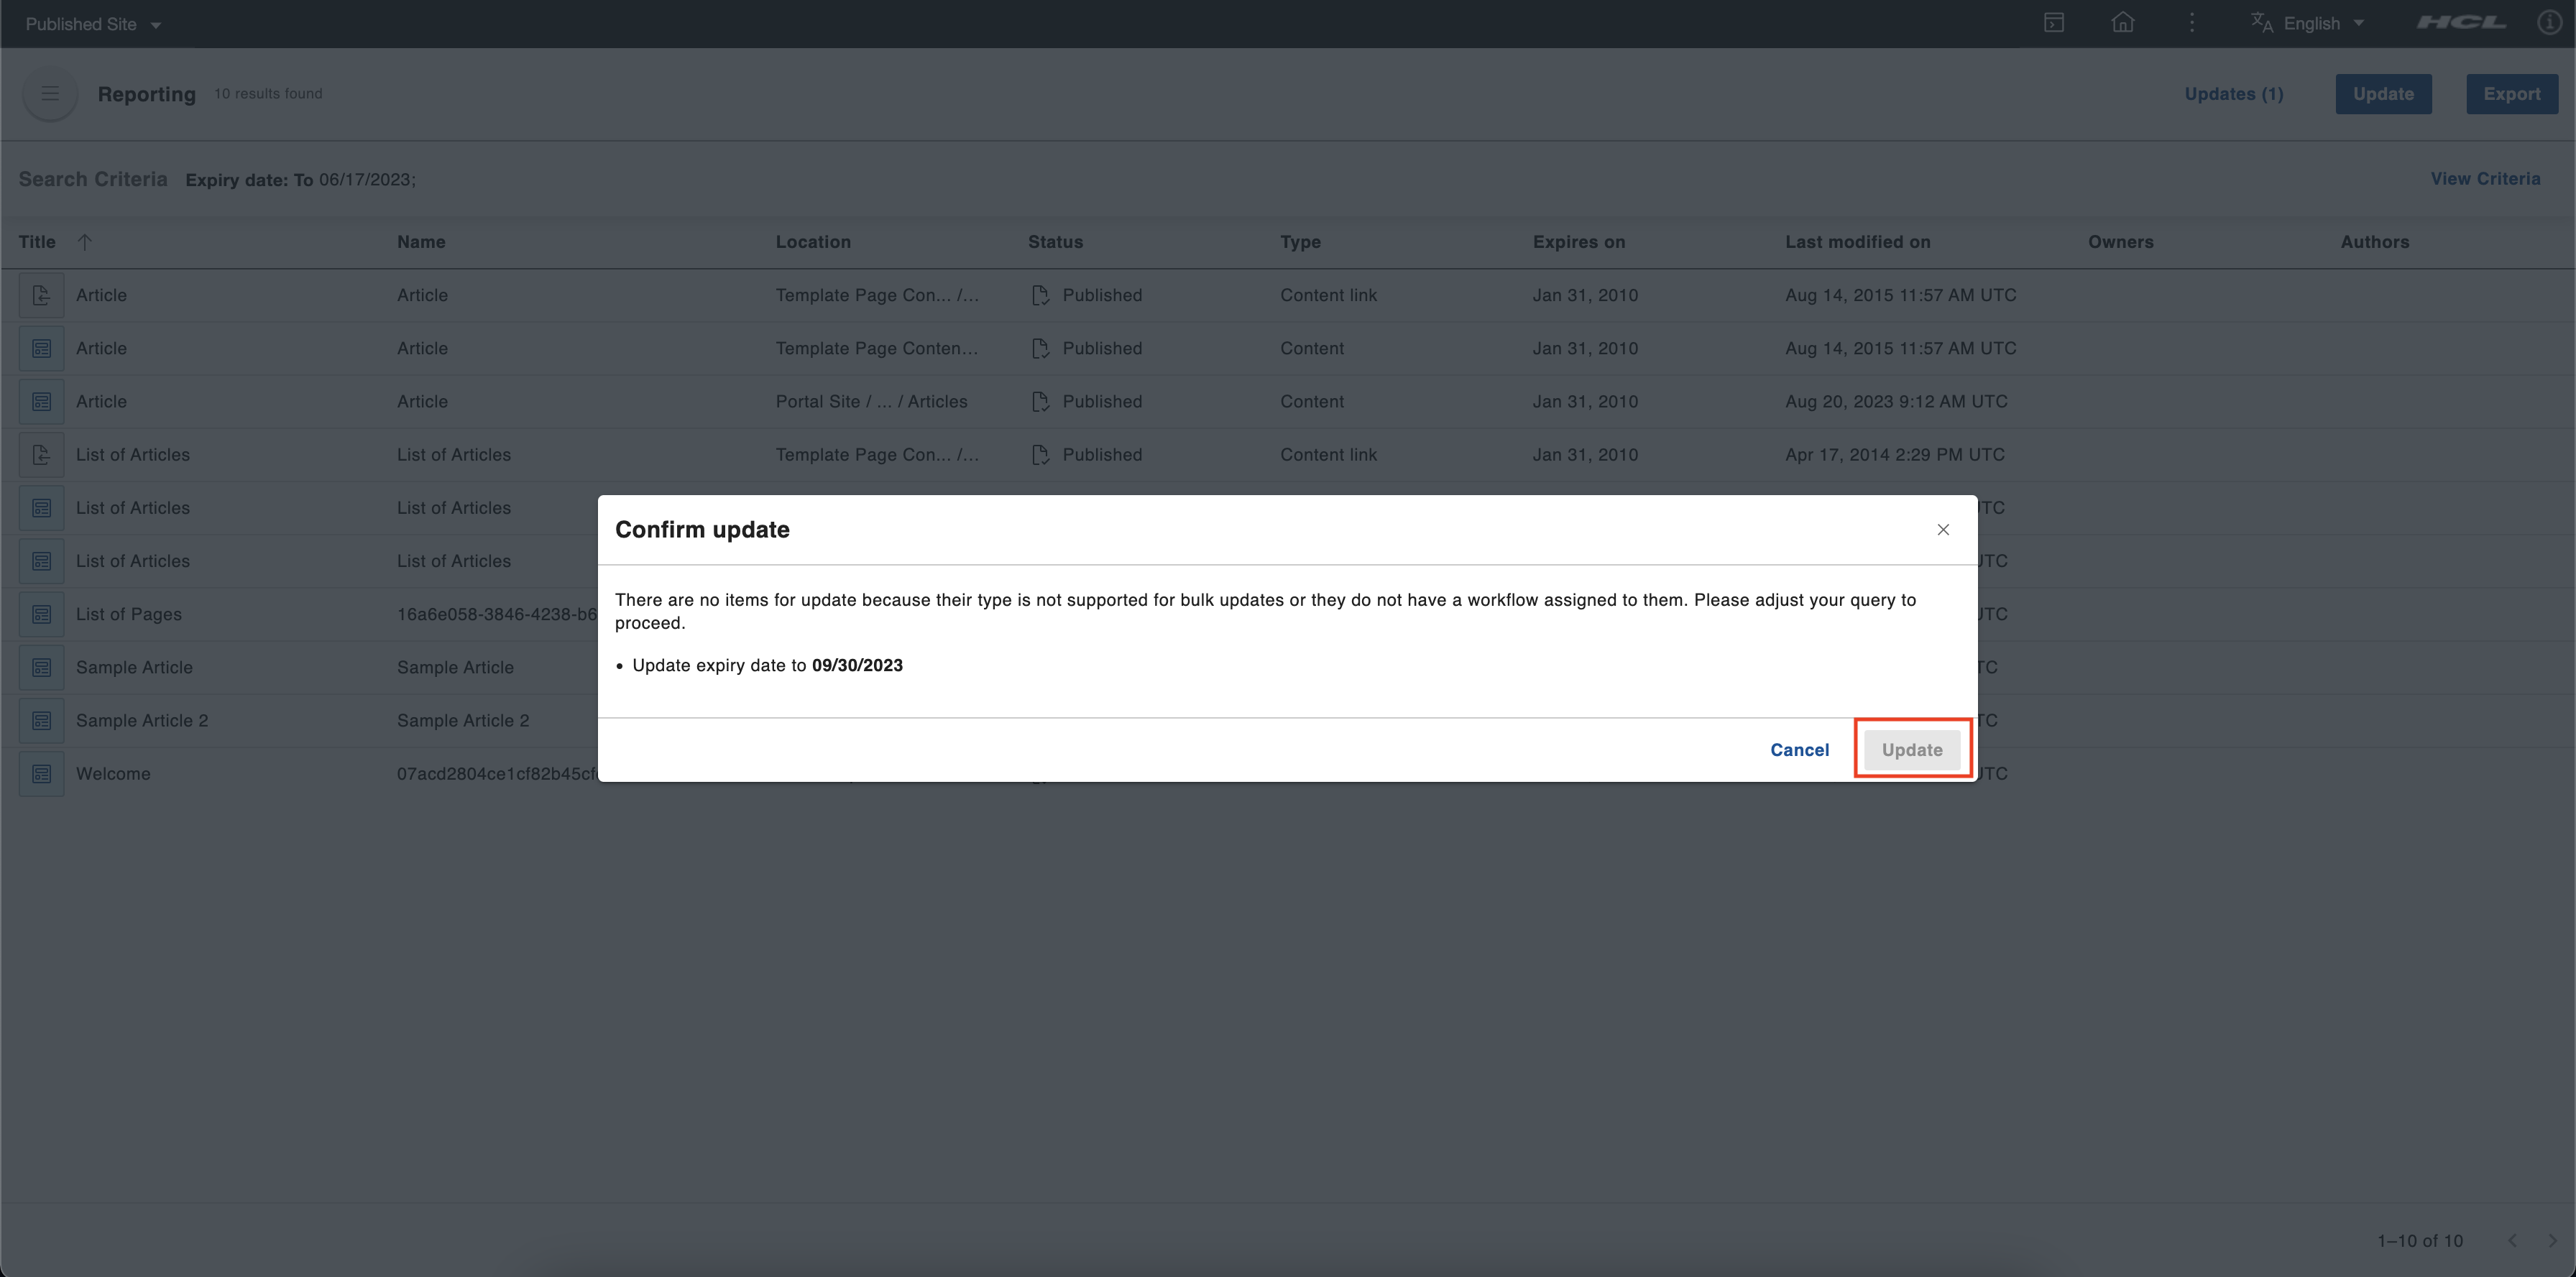 Published Site
English
HCL
Reporting 10 results found
Updates (1)
Update
Export
Search Criteria Expiry date: To 06/17/2023;
View Criteria
Title Name Location Status Type Expires on Last modified on Owners Authors
Article Article Template Page Con... /... Published Content link Jan 31, 2010 Aug 14, 2015 11:57 AM UTC
Article Article Template Page Conten... Published Content Jan 31, 2010 Aug 14, 2015 11:57 AM UTC
Article Article Portal Site / ... / Articles Published Content Jan 31, 2010 Aug 20, 2023 9:12 AM UTC
List of Articles List of Articles Template Page Con... /... Published Content link Jan 31, 2010 Apr 17, 2014 2:29 PM UTC
List of Articles List of Articles TC
List of Articles List of Articles UTC
List of Pages 16a6e058-3846-4238-b6 UTC
Sample Article Sample Article TC
Sample Article 2 Sample Article 2 TC
Welcome 07acd2804ce1cf82b45cf UTC
Confirm update
There are no items for update because their type is not supported for bulk updates or they do not have a workflow assigned to them. Please adjust your query to
proceed.
• Update expiry date to 09/30/2023
Cancel
Update
1–10 of 10